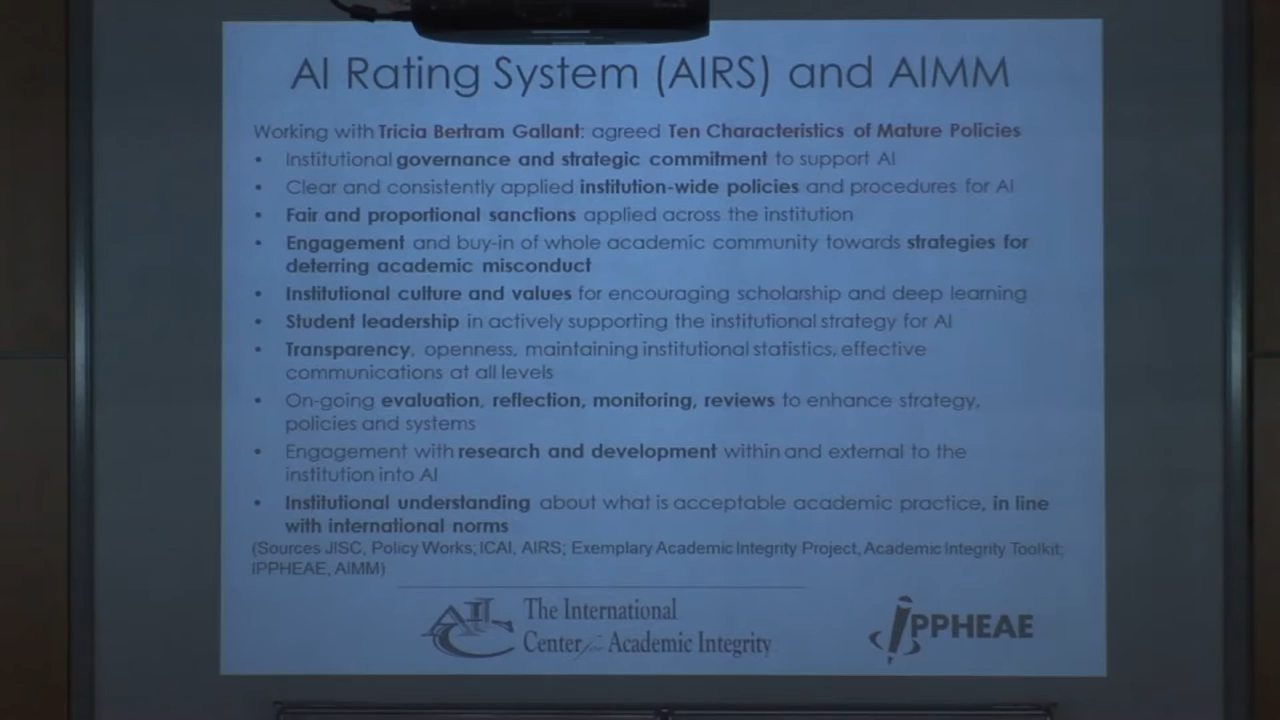 AI Rating System (AIRS) and AIMM
Working with Tricia Bertram Gallant: agreed Ten Characteristics of Mature Policies
• Institutional governance and strategic commitment to support AI
• Clear and consistently applied institution-wide policies and procedures for AI
• Fair and proportional sanctions applied across the institution
• Engagement and buy-in of whole academic community towards strategies for
deterring academic misconduct
• Institutional culture and values for encouraging scholarship and deep learning
• Student leadership in actively supporting the institutional strategy for AI
• Transparency, openness, maintaining institutional statistics, effective
communications at all levels
• On-going evaluation, reflection, monitoring, reviews to enhance strategy,
policies and systems
• Engagement with research and development within and external to the
institution into AI
• Institutional understanding about what is acceptable academic practice, in line
with international norms
(Sources JISC, Policy Works; ICAI, AIRS; Exemplary Academic Integrity Project, Academic Integrity Toolkit;
IPPHEAE, AIMM)
The International
Center for Academic Integrity
IPPHEAE